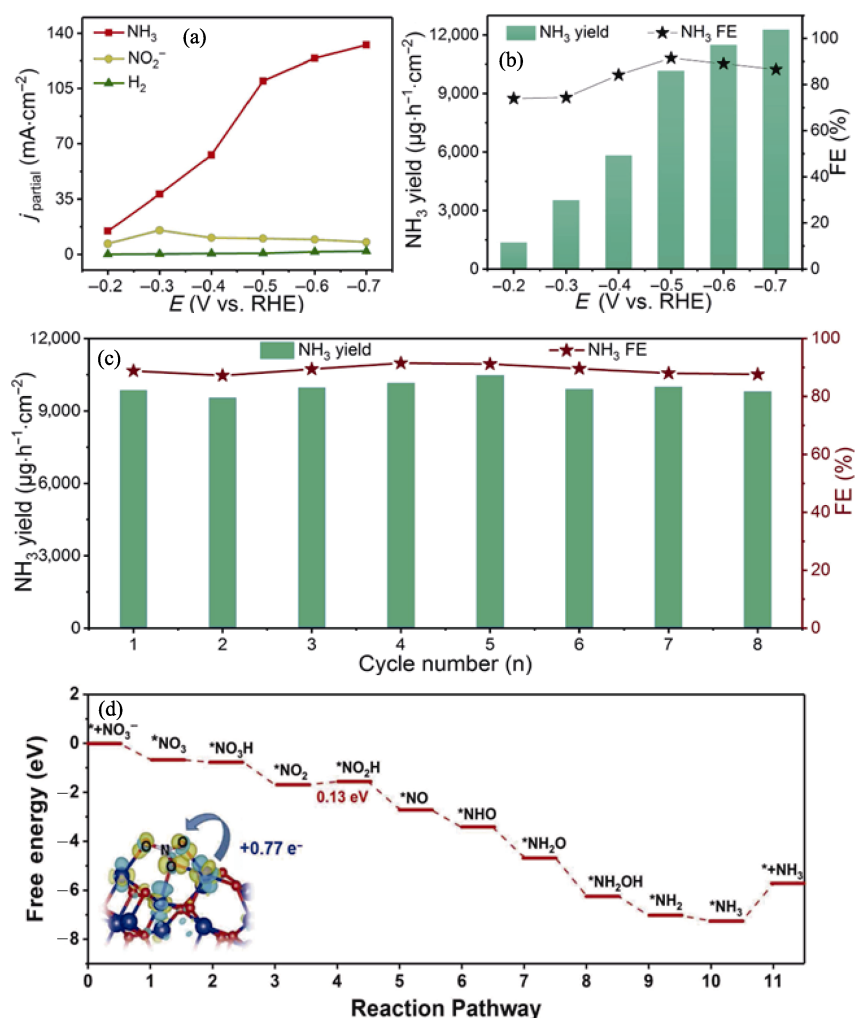 (a)
NH₃
NO₂⁻
H₂
140
105
70
35
0
j partial (mA·cm⁻²)
−0.2 −0.3 −0.4 −0.5 −0.6 −0.7
E (V vs. RHE)
(b)
NH₃ yield NH₃ FE
12,000
9,000
6,000
3,000
0
NH₃ yield (μg·h⁻¹·cm⁻²)
100
80
60
40
20
0
FE (%)
−0.2 −0.3 −0.4 −0.5 −0.6 −0.7
E (V vs. RHE)
(c)
NH₃ yield NH₃ FE
12,000
9,000
6,000
3,000
0
NH₃ yield (μg·h⁻¹·cm⁻²)
100
80
60
40
20
0
FE (%)
1 2 3 4 5 6 7 8
Cycle number (n)
(d)
2
0
−2
−4
−6
−8
Free energy (eV)
*+NO₃⁻
*NO₃
*NO₃H
*NO₂
*NO₂H
0.13 eV
*NO
*NHO
*NH₂O
*NH₂OH
*NH₂
*NH₃
*+NH₃
O N O
O
+0.77 e⁻
0 1 2 3 4 5 6 7 8 9 10 11
Reaction Pathway